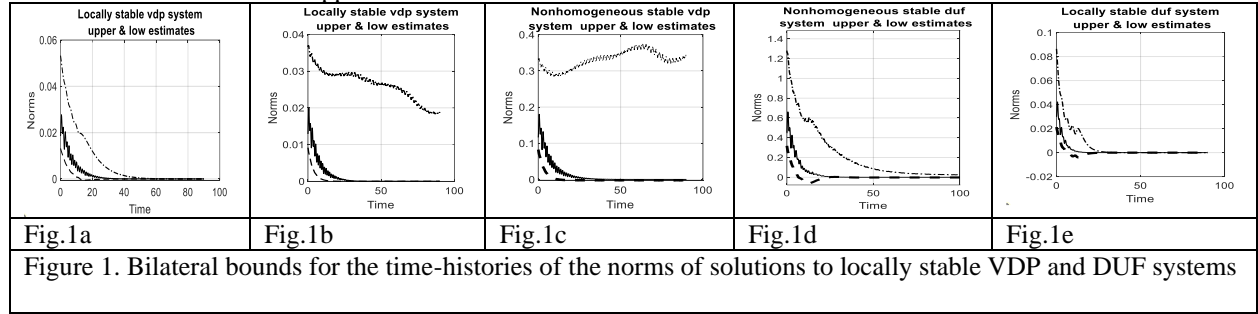 Locally stable vdp system
upper & low estimates
0.06
0.04
0.02
0
Norms
0 20 40 60 80 100
Time
Locally stable vdp system
upper & low estimates
0.04
0.03
0.02
0.01
0
Norms
0 50 100
Time
Nonhomogeneous stable vdp
system upper & low estimates
0.4
0.3
0.2
0.1
0
Norms
0 50 100
Time
Nonhomogeneous stable duf
system upper & low estimates
1.4
1.2
1
0.8
0.6
0.4
0.2
0
Norms
0 50 100
Time
Locally stable duf system
upper & low estimates
0.1
0.08
0.06
0.04
0.02
0
-0.02
Norms
0 50 100
Time
Fig.1a
Fig.1b
Fig.1c
Fig.1d
Fig.1e
Figure 1. Bilateral bounds for the time-histories of the norms of solutions to locally stable VDP and DUF systems